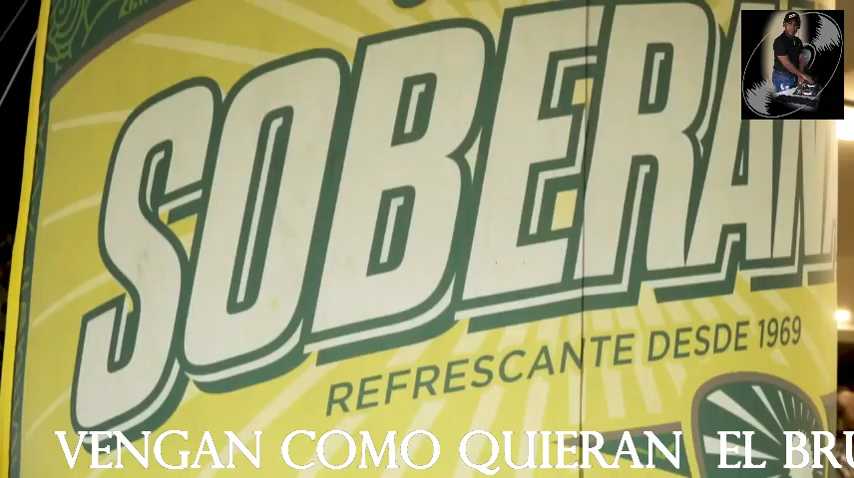 SOBERAN
REFRESCANTE DESDE 1969
VENGAN COMO QUIERAN EL BRU